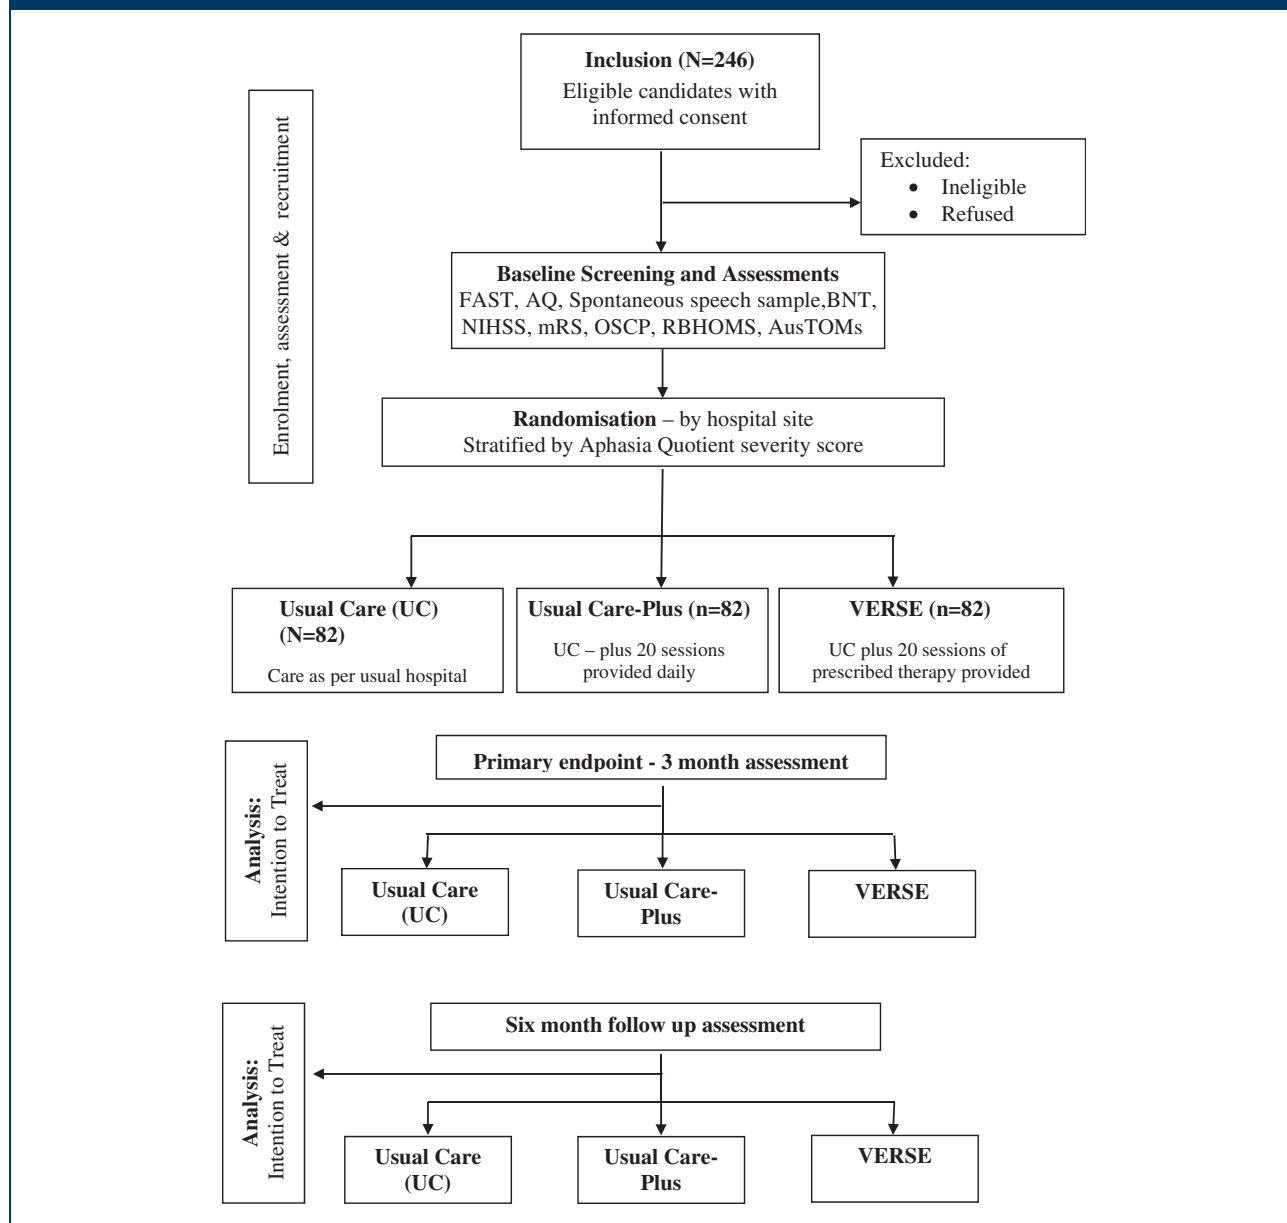 Inclusion (N=246)
Eligible candidates with
informed consent
Enrolment, assessment & recruitment
Excluded:
• Ineligible
• Refused
Baseline Screening and Assessments
FAST, AQ, Spontaneous speech sample,BNT,
NIHSS, mRS, OSCP, RBHOMS, AusTOMs
Randomisation – by hospital site
Stratified by Aphasia Quotient severity score
Usual Care (UC)
(N=82)
Care as per usual hospital
Usual Care-Plus (n=82)
UC – plus 20 sessions
provided daily
VERSE (n=82)
UC plus 20 sessions of
prescribed therapy provided
Primary endpoint - 3 month assessment
Analysis:
Intention to Treat
Usual Care
(UC)
Usual Care-
Plus
VERSE
Six month follow up assessment
Analysis:
Intention to Treat
Usual Care
(UC)
Usual Care-
Plus
VERSE